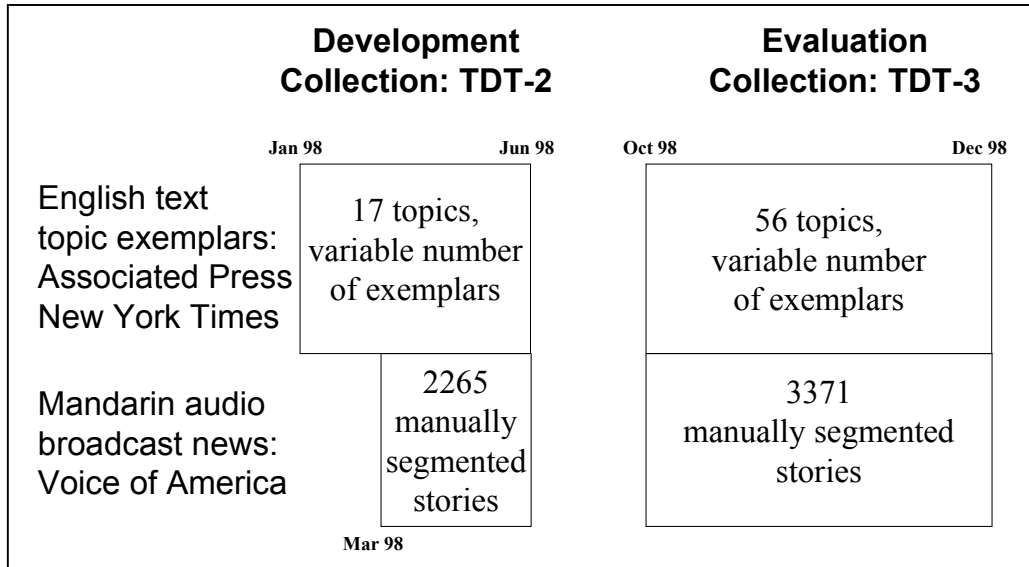 Development
Collection: TDT-2
Evaluation
Collection: TDT-3
Jan 98
Jun 98
Oct 98
Dec 98
English text
topic exemplars:
Associated Press
New York Times
17 topics,
variable number
of exemplars
56 topics,
variable number
of exemplars
Mandarin audio
broadcast news:
Voice of America
2265
manually
segmented
stories
3371
manually segmented
stories
Mar 98